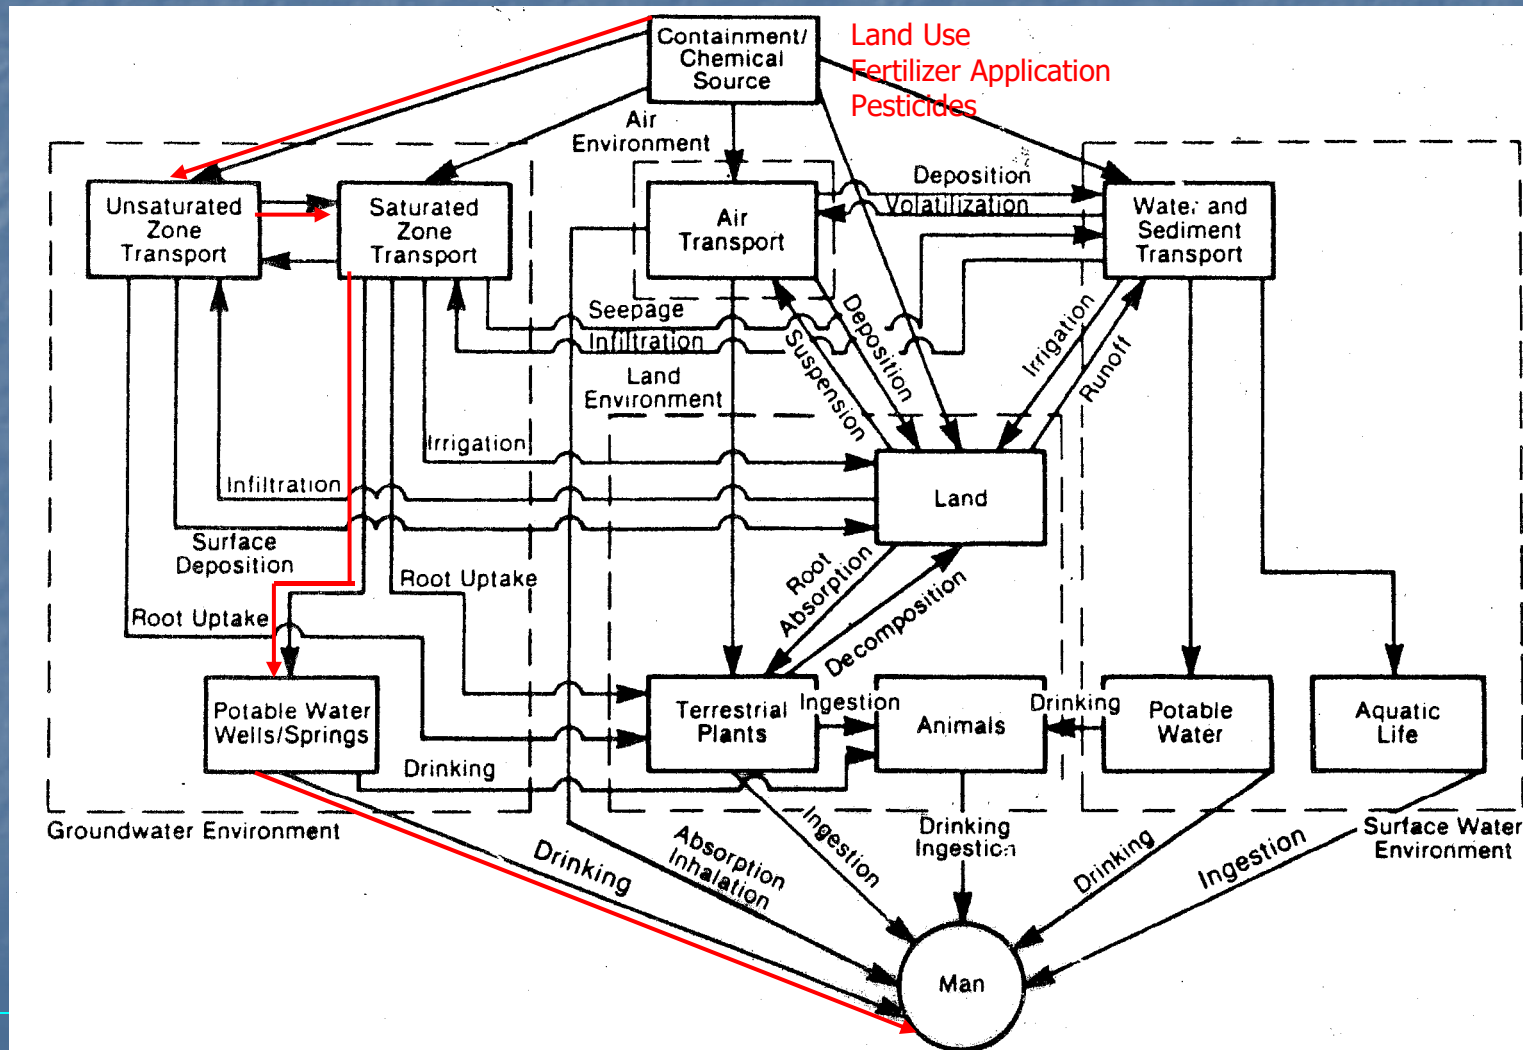 Containment/
Chemical
Source
Land Use
Fertilizer Application
Pesticides
Air
Environment
Unsaturated
Zone
Transport
Saturated
Zone
Transport
Air
Transport
Deposition
Volatilization
Water and
Sediment
Transport
Seepage
Infiltration
Deposition
Suspension
Irrigation
Runoff
Land
Environment
Irrigation
Infiltration
Land
Surface
Deposition
Root Uptake
Root Uptake
Root
Absorption
Decomposition
Potable Water
Wells/Springs
Terrestrial
Plants
Ingestion
Animals
Drinking
Potable
Water
Aquatic
Life
Drinking
Groundwater Environment
Drinking
Absorption
Inhalation
Ingestion
Drinking
Ingestion
Drinking
Ingestion
Surface Water
Environment
Man